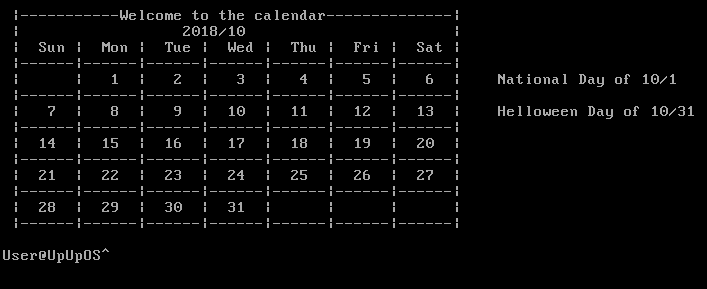 Welcome to the calendar
2018/10
Sun Mon Tue Wed Thu Fri Sat
1 2 3 4 5 6 National Day of 10/1
7 8 9 10 11 12 13 Helloween Day of 10/31
14 15 16 17 18 19 20
21 22 23 24 25 26 27
28 29 30 31
User@UpUpOS^